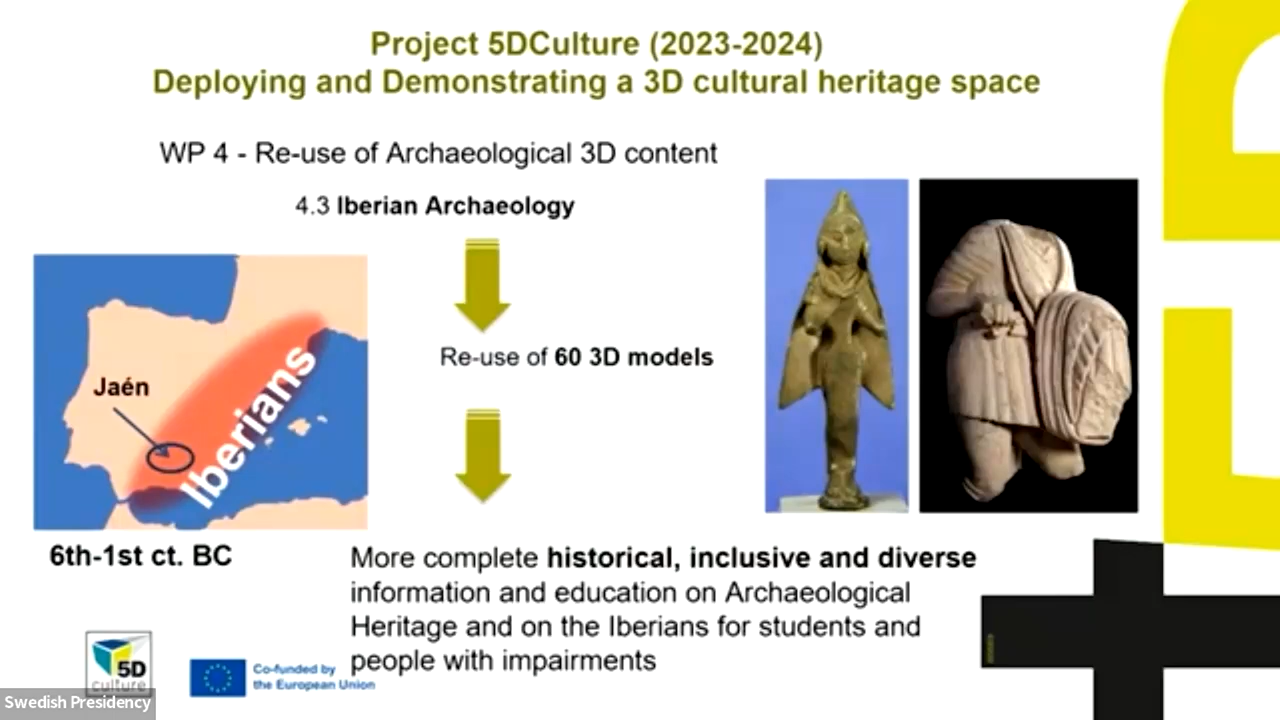 Project 5DCulture (2023-2024)
Deploying and Demonstrating a 3D cultural heritage space
WP 4 - Re-use of Archaeological 3D content
4.3 Iberian Archaeology
Jaén
Iberians
Re-use of 60 3D models
6th-1st ct. BC
More complete historical, inclusive and diverse
information and education on Archaeological
Heritage and on the Iberians for students and
people with impairments
5D
culture
Co-funded by
the European Union
Swedish Presidency